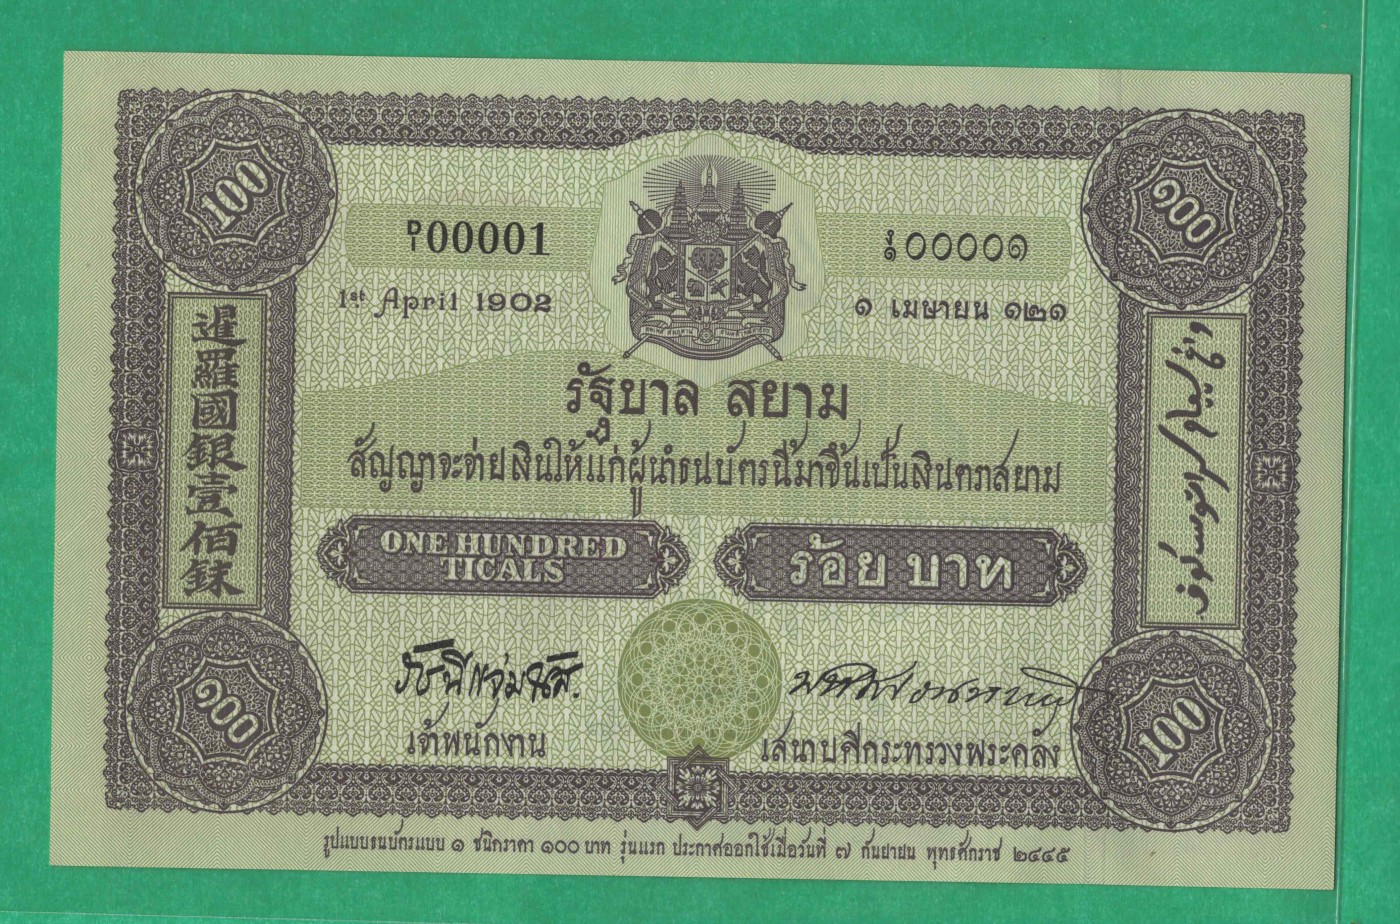 100
๑๐๐
P/1 00001
ฐ/๑ ๐๐๐๐๑
1st April 1902
๑ เมษายน ๑๒๑
暹羅國銀壹佰銖
รัฐบาล สยาม
สัญญาจะจ่ายเงินให้แก่ผู้นำธนบัตรนี้มาขึ้นเป็นเงินตราสยาม
ONE HUNDRED
TICALS
ร้อย บาท
เจ้าพนักงาน
เสนาบดีกระทรวงพระคลัง
๑๐๐
100
รูปแบบธนบัตรแบบ ๑ ชนิดราคา ๑๐๐ บาท รุ่นแรก ประกาศออกใช้เมื่อวันที่ ๗ กันยายน พุทธศักราช ๒๔๔๕